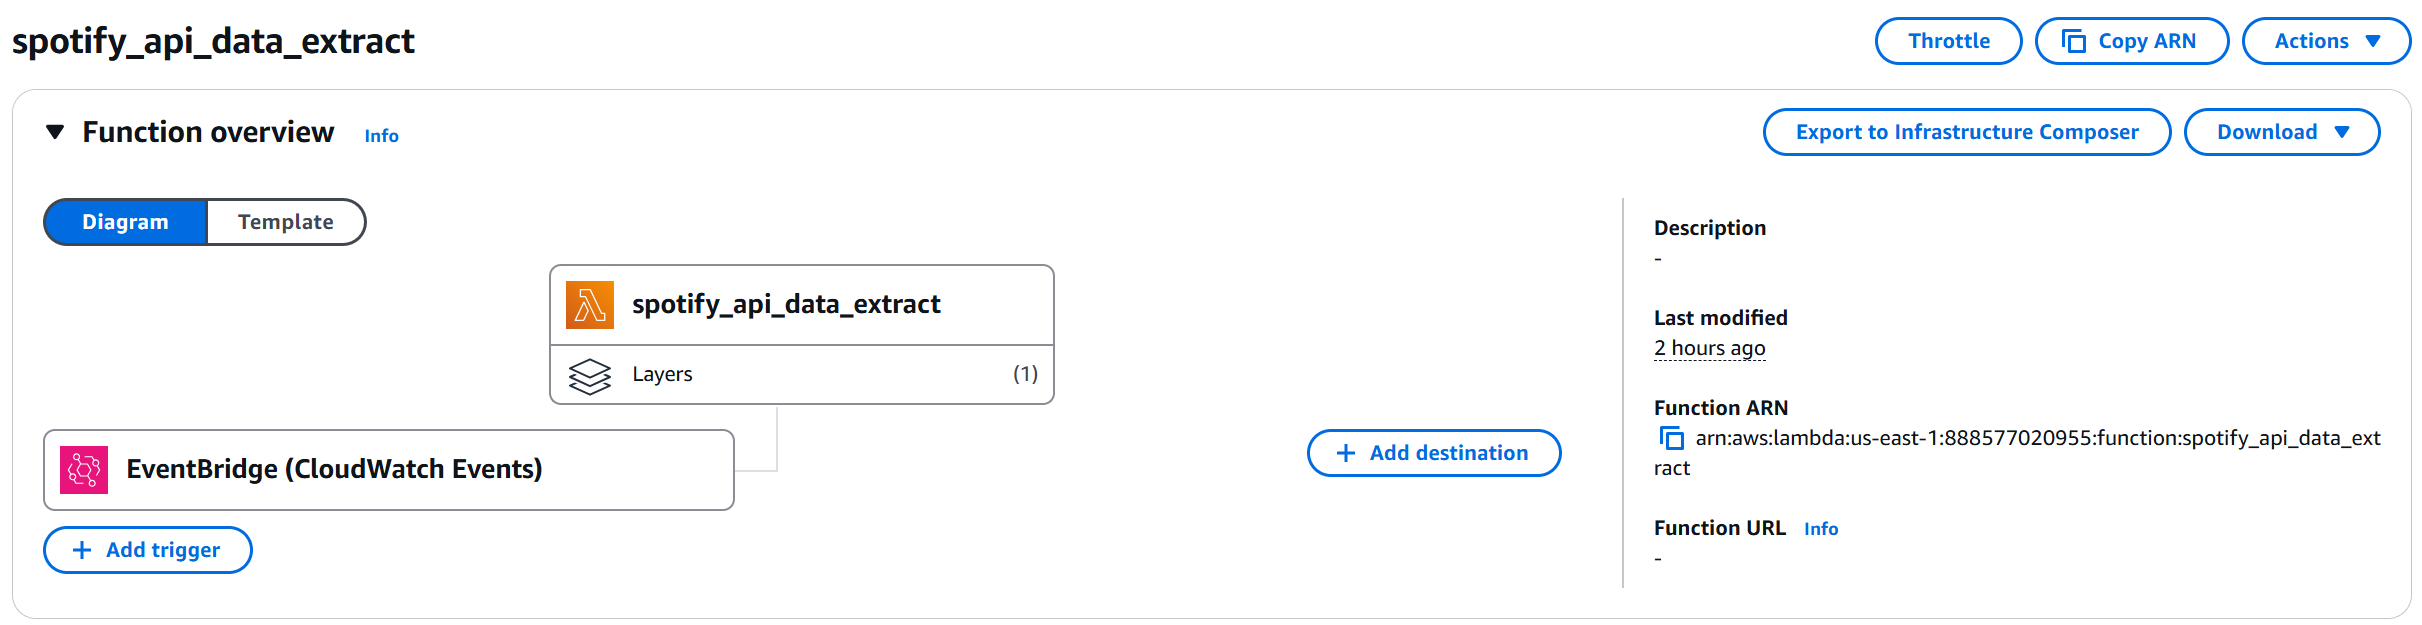 spotify_api_data_extract
Throttle
Copy ARN
Actions
Function overview
Info
Export to Infrastructure Composer
Download
Diagram
Template
spotify_api_data_extract
Layers
(1)
EventBridge (CloudWatch Events)
Add trigger
Add destination
Description
-
Last modified
2 hours ago
Function ARN
arn:aws:lambda:us-east-1:888577020955:function:spotify_api_data_ext
ract
Function URL
Info
-